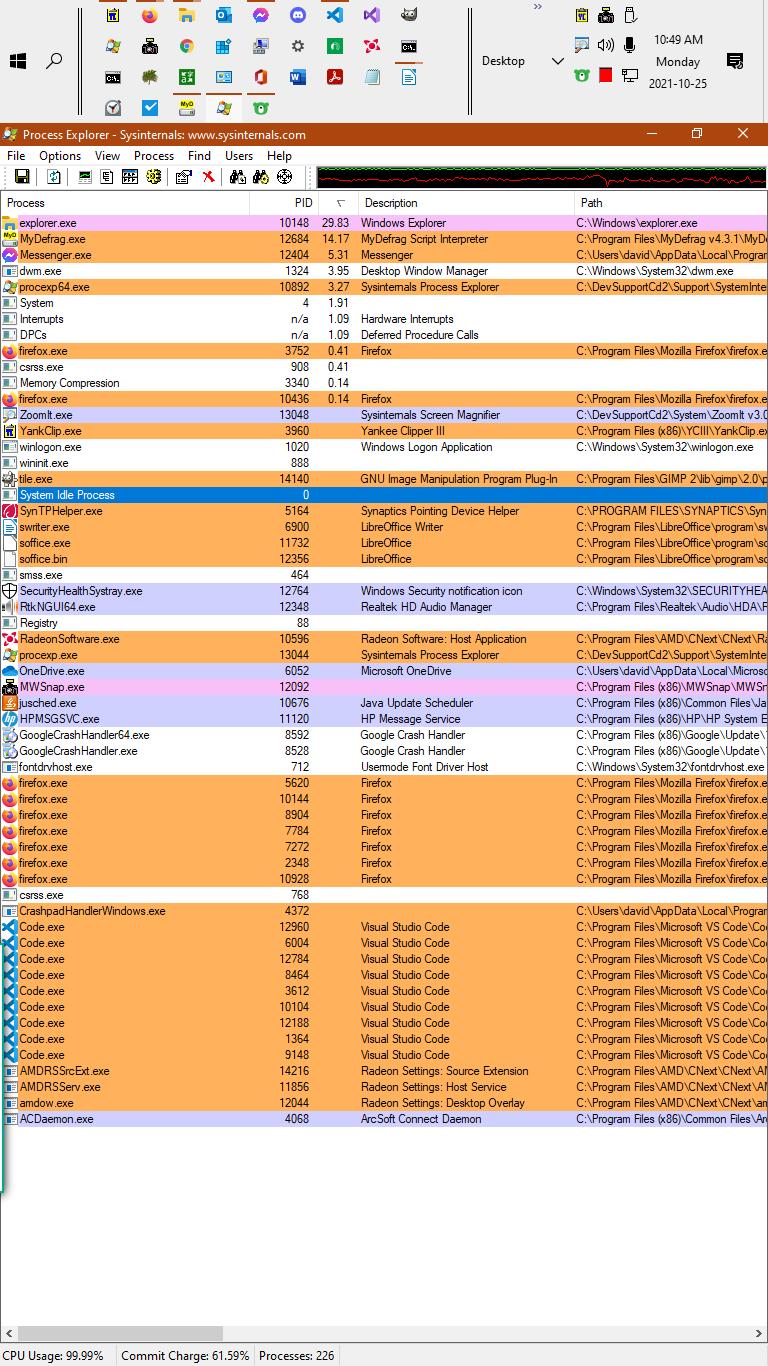 »
10:49 AM
Desktop
Monday
2021-10-25
Process Explorer - Sysinternals: www.sysinternals.com
File Options View Process Find Users Help
Process PID Description Path
explorer.exe 10148 29.83 Windows Explorer C:\Windows\explorer.exe
MyDefrag.exe 12684 14.17 MyDefrag Script Interpreter C:\Program Files\MyDefrag v4.3.1\MyD
Messenger.exe 12404 5.31 Messenger C:\Users\david\AppData\Local\Program
dwm.exe 1324 3.95 Desktop Window Manager C:\Windows\System32\dwm.exe
procexp64.exe 10892 3.27 Sysinternals Process Explorer C:\DevSupportCd2\Support\SystemInte
System 4 1.91
Interrupts n/a 1.09 Hardware Interrupts
DPCs n/a 1.09 Deferred Procedure Calls
firefox.exe 3752 0.41 Firefox C:\Program Files\Mozilla Firefox\firefox.e
csrss.exe 908 0.41
Memory Compression 3340 0.14
firefox.exe 10436 0.14 Firefox C:\Program Files\Mozilla Firefox\firefox.e
ZoomIt.exe 13048 Sysinternals Screen Magnifier C:\DevSupportCd2\System\ZoomIt v3.0
YankClip.exe 3960 Yankee Clipper III C:\Program Files (x86)\YCIII\YankClip.ex
winlogon.exe 1020 Windows Logon Application C:\Windows\System32\winlogon.exe
wininit.exe 888
tile.exe 14140 GNU Image Manipulation Program Plug-In C:\Program Files\GIMP 2\lib\gimp\2.0\p
System Idle Process 0
SynTPHelper.exe 5164 Synaptics Pointing Device Helper C:\PROGRAM FILES\SYNAPTICS\Syn
swriter.exe 6900 LibreOffice Writer C:\Program Files\LibreOffice\program\sw
soffice.exe 11732 LibreOffice C:\Program Files\LibreOffice\program\so
soffice.bin 12356 LibreOffice C:\Program Files\LibreOffice\program\so
smss.exe 464
SecurityHealthSystray.exe 12764 Windows Security notification icon C:\Windows\System32\SECURITYHEA
RtkNGUI64.exe 12348 Realtek HD Audio Manager C:\Program Files\Realtek\Audio\HDA\R
Registry 88
RadeonSoftware.exe 10596 Radeon Software: Host Application C:\Program Files\AMD\CNext\CNext\Ra
procexp.exe 13044 Sysinternals Process Explorer C:\DevSupportCd2\Support\SystemInte
OneDrive.exe 6052 Microsoft OneDrive C:\Users\david\AppData\Local\Microso
MWSnap.exe 12092 C:\Program Files (x86)\MWSnap\MWSn
jusched.exe 10676 Java Update Scheduler C:\Program Files (x86)\Common Files\Ja
HPMSGSVC.exe 11120 HP Message Service C:\Program Files (x86)\HP\HP System E
GoogleCrashHandler64.exe 8592 Google Crash Handler C:\Program Files (x86)\Google\Update\
GoogleCrashHandler.exe 8528 Google Crash Handler C:\Program Files (x86)\Google\Update\
fontdrvhost.exe 712 Usermode Font Driver Host C:\Windows\System32\fontdrvhost.exe
firefox.exe 5620 Firefox C:\Program Files\Mozilla Firefox\firefox.e
firefox.exe 10144 Firefox C:\Program Files\Mozilla Firefox\firefox.e
firefox.exe 8904 Firefox C:\Program Files\Mozilla Firefox\firefox.e
firefox.exe 7784 Firefox C:\Program Files\Mozilla Firefox\firefox.e
firefox.exe 7272 Firefox C:\Program Files\Mozilla Firefox\firefox.e
firefox.exe 2348 Firefox C:\Program Files\Mozilla Firefox\firefox.e
firefox.exe 10928 Firefox C:\Program Files\Mozilla Firefox\firefox.e
csrss.exe 768
CrashpadHandlerWindows.exe 4372 C:\Users\david\AppData\Local\Program
Code.exe 12960 Visual Studio Code C:\Program Files\Microsoft VS Code\Coo
Code.exe 6004 Visual Studio Code C:\Program Files\Microsoft VS Code\Coo
Code.exe 12784 Visual Studio Code C:\Program Files\Microsoft VS Code\Coo
Code.exe 8464 Visual Studio Code C:\Program Files\Microsoft VS Code\Coo
Code.exe 3612 Visual Studio Code C:\Program Files\Microsoft VS Code\Coo
Code.exe 10104 Visual Studio Code C:\Program Files\Microsoft VS Code\Coo
Code.exe 12188 Visual Studio Code C:\Program Files\Microsoft VS Code\Coo
Code.exe 1364 Visual Studio Code C:\Program Files\Microsoft VS Code\Coo
Code.exe 9148 Visual Studio Code C:\Program Files\Microsoft VS Code\Coo
AMDRSSrcExt.exe 14216 Radeon Settings: Source Extension C:\Program Files\AMD\CNext\CNext\AM
AMDRSServ.exe 11856 Radeon Settings: Host Service C:\Program Files\AMD\CNext\CNext\AM
amdow.exe 12044 Radeon Settings: Desktop Overlay C:\Program Files\AMD\CNext\CNext\am
ACDaemon.exe 4068 ArcSoft Connect Daemon C:\Program Files (x86)\Common Files\Ar
CPU Usage: 99.99% Commit Charge: 61.59% Processes: 226